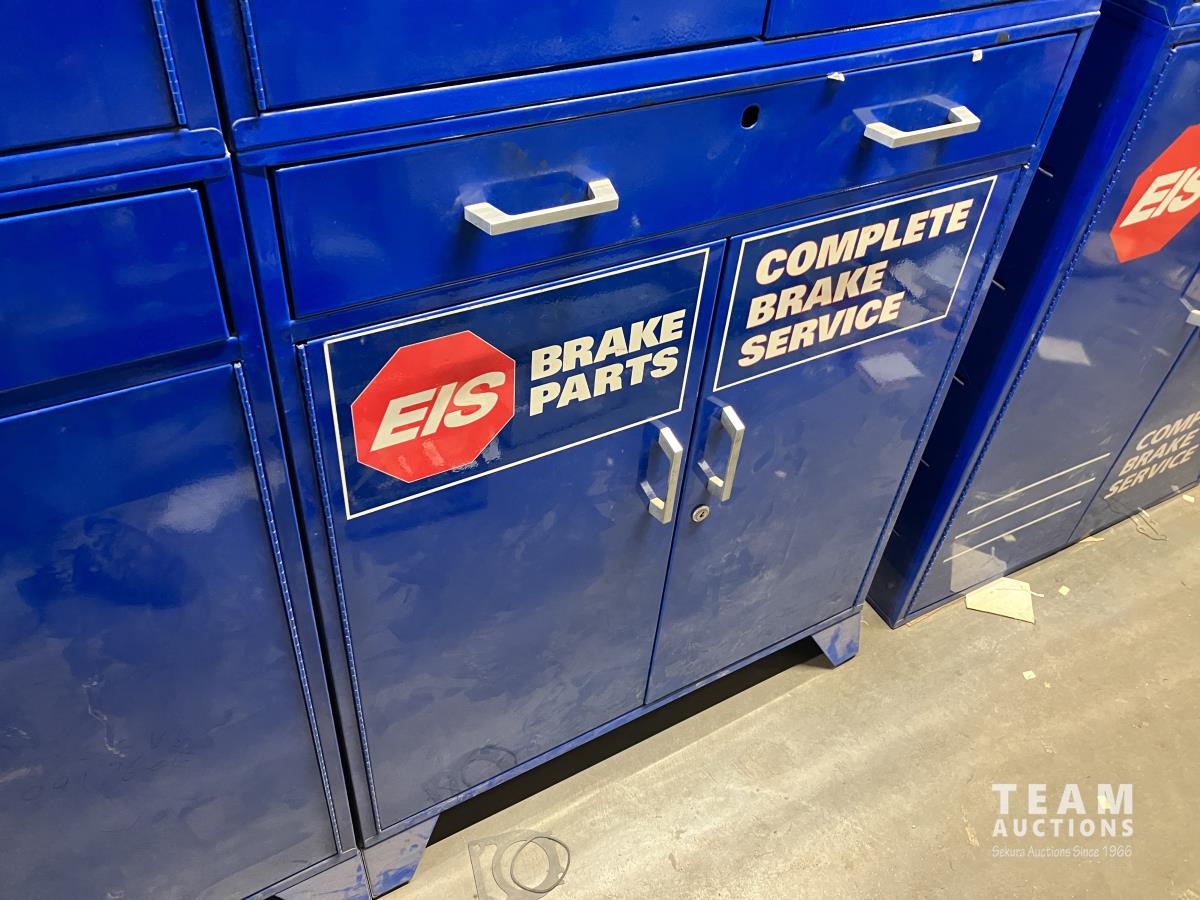 EIS
BRAKE
PARTS
COMPLETE
BRAKE
SERVICE
EIS
COMP
BRAKE
SERVICE
TEAM
AUCTIONS
Sekura Auctions Since 1966